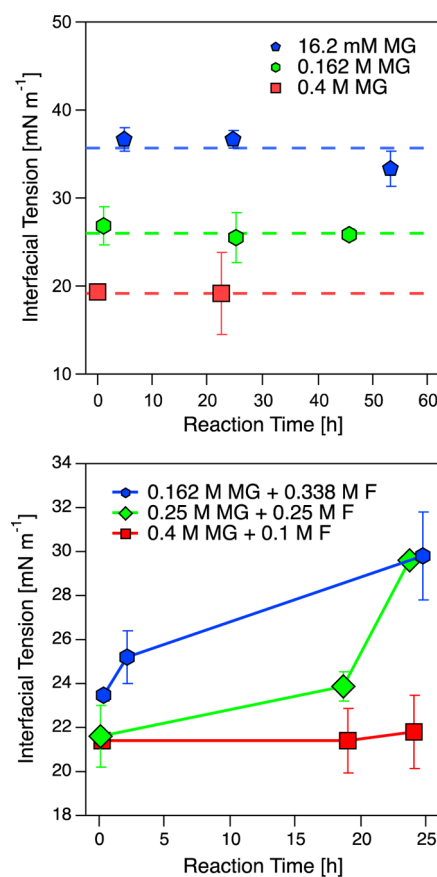 50
40
30
20
10
Interfacial Tension [mN m⁻¹]
16.2 mM MG
0.162 M MG
0.4 M MG
0 10 20 30 40 50 60
Reaction Time [h]
34
32
30
28
26
24
22
20
18
Interfacial Tension [mN m⁻¹]
0.162 M MG + 0.338 M F
0.25 M MG + 0.25 M F
0.4 M MG + 0.1 M F
0 5 10 15 20 25
Reaction Time [h]